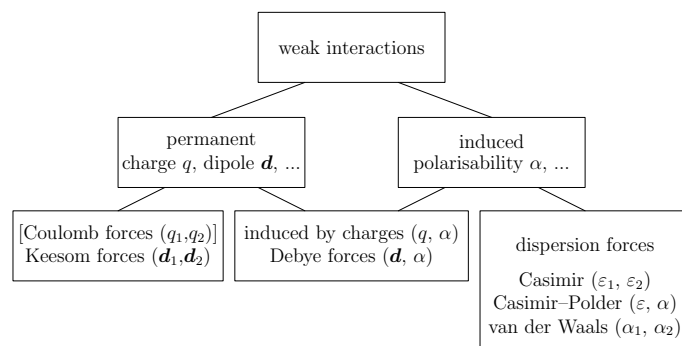 weak interactions
permanent
charge q, dipole d, ...
induced
polarisability α, ...
[Coulomb forces (q₁,q₂)]
Keesom forces (d₁,d₂)
induced by charges (q, α)
Debye forces (d, α)
dispersion forces
Casimir (ε₁, ε₂)
Casimir–Polder (ε, α)
van der Waals (α₁, α₂)